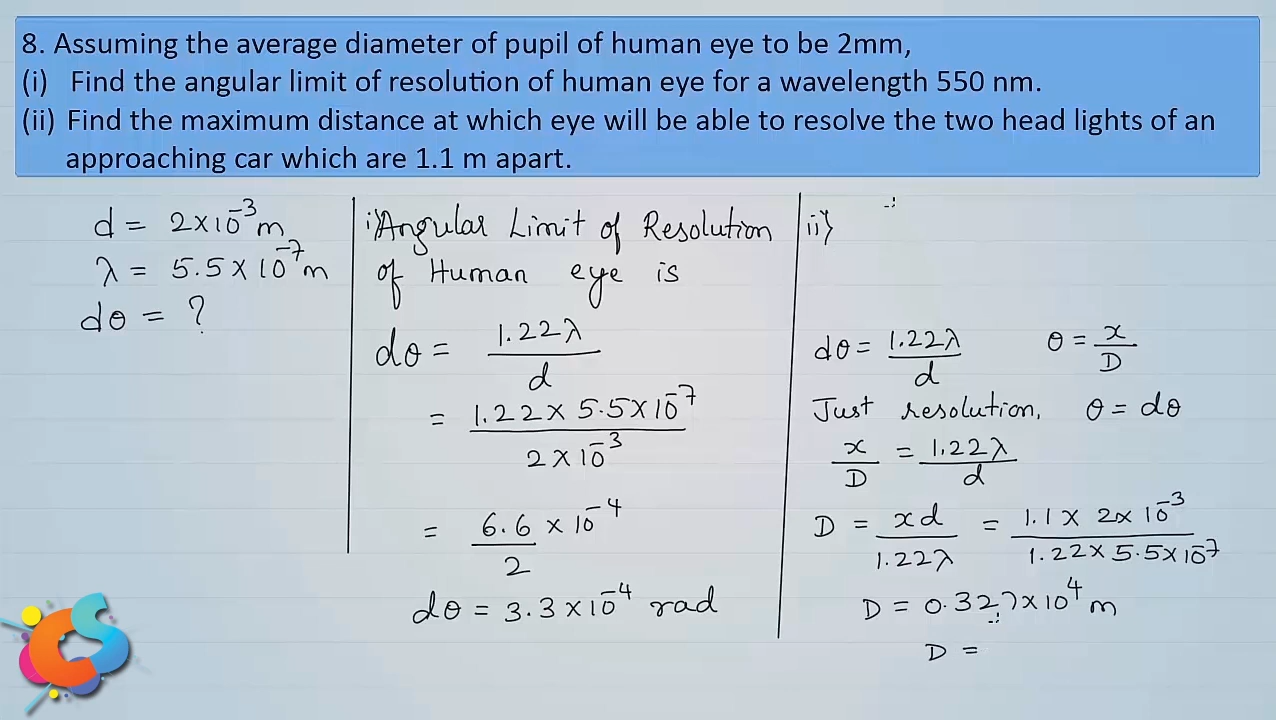 8. Assuming the average diameter of pupil of human eye to be 2mm,
(i) Find the angular limit of resolution of human eye for a wavelength 550 nm.
(ii) Find the maximum distance at which eye will be able to resolve the two head lights of an
approaching car which are 1.1 m apart.
d = 2×10⁻³ m
λ = 5.5×10⁻⁷ m
dθ = ?
i) Angular Limit of Resolution
of Human eye is
dθ = 1.22λ / d
= 1.22 × 5.5×10⁻⁷ / 2×10⁻³
= 6.6 / 2 × 10⁻⁴
dθ = 3.3×10⁻⁴ rad
ii)
dθ = 1.22λ / d θ = x / D
Just resolution, θ = dθ
x / D = 1.22λ / d
D = xd / 1.22λ = 1.1 × 2×10⁻³ / 1.22×5.5×10⁻⁷
D = 0.327×10⁴ m
D =
CS